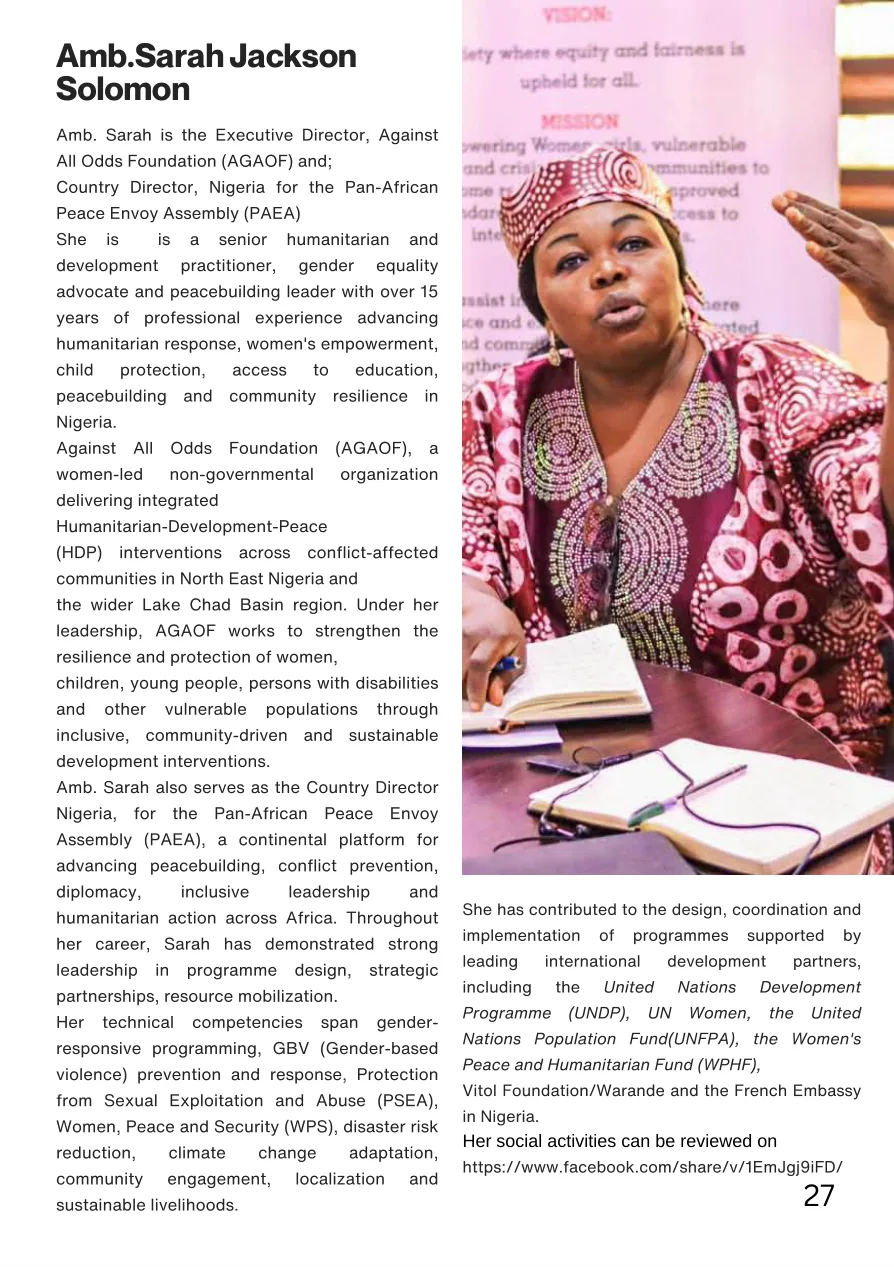 Amb.Sarah Jackson
Solomon
Amb. Sarah is the Executive Director, Against
All Odds Foundation (AGAOF) and;
Country Director, Nigeria for the Pan-African
Peace Envoy Assembly (PAEA)
She is is a senior humanitarian and
development practitioner, gender equality
advocate and peacebuilding leader with over 15
years of professional experience advancing
humanitarian response, women's empowerment,
child protection, access to education,
peacebuilding and community resilience in
Nigeria.
Against All Odds Foundation (AGAOF), a
women-led non-governmental organization
delivering integrated
Humanitarian-Development-Peace
(HDP) interventions across conflict-affected
communities in North East Nigeria and
the wider Lake Chad Basin region. Under her
leadership, AGAOF works to strengthen the
resilience and protection of women,
children, young people, persons with disabilities
and other vulnerable populations through
inclusive, community-driven and sustainable
development interventions.
Amb. Sarah also serves as the Country Director
Nigeria, for the Pan-African Peace Envoy
Assembly (PAEA), a continental platform for
advancing peacebuilding, conflict prevention,
diplomacy, inclusive leadership and
humanitarian action across Africa. Throughout
her career, Sarah has demonstrated strong
leadership in programme design, strategic
partnerships, resource mobilization.
Her technical competencies span gender-
responsive programming, GBV (Gender-based
violence) prevention and response, Protection
from Sexual Exploitation and Abuse (PSEA),
Women, Peace and Security (WPS), disaster risk
reduction, climate change adaptation,
community engagement, localization and
sustainable livelihoods.
VISION:
iety where equity and fairness is
upheld for all.
MISSION
owering Women, girls, vulnerable
and communities to
improved
access to
She has contributed to the design, coordination and
implementation of programmes supported by
leading international development partners,
including the United Nations Development
Programme (UNDP), UN Women, the United
Nations Population Fund(UNFPA), the Women's
Peace and Humanitarian Fund (WPHF),
Vitol Foundation/Warande and the French Embassy
in Nigeria.
Her social activities can be reviewed on
https://www.facebook.com/share/v/1EmJgj9iFD/
27